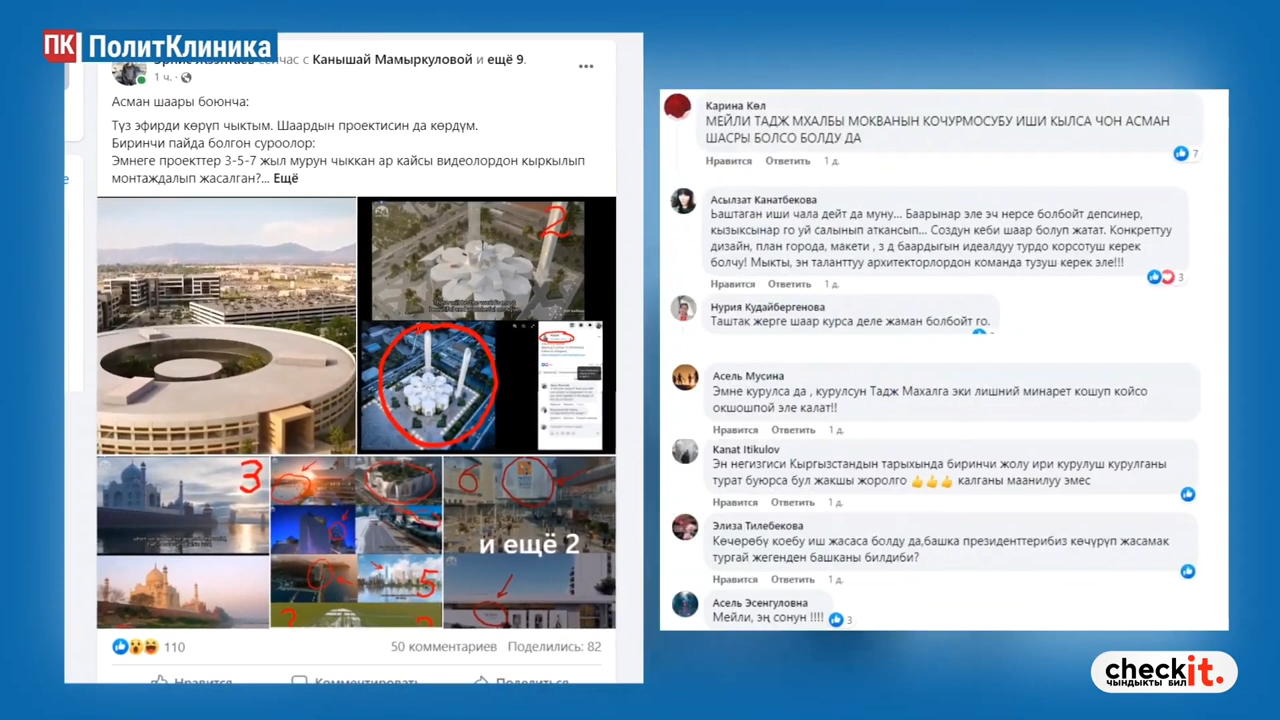 ПК ПолитКлиника
сейчас с Канышай Мамыркуловой и ещё 9.
1 ч.
Асман шаары боюнча:
Түз эфирди көрүп чыктым. Шаардын проектисин да көрдүм.
Биринчи пайда болгон суроолор:
Эмнеге проекттер 3-5-7 жыл мурун чыккан ар кайсы видеолордон кыркылып
монтаждалып жасалган?... Ещё
2
3
6
5
и ещё 2
110
50 комментариев
Поделились: 82
Нравится
Комментировать
Поделиться
Карина Көл
МЕЙЛИ ТАДЖ МХАЛБЫ МОКВАНЫН КОЧУРМОСУБУ ИШИ КЫЛСА ЧОН АСМАН
ШАСРЫ БОЛСО БОЛДУ ДА
Нравится Ответить 1 д.
7
Асылзат Канатбекова
Баштаган иши чала дейт да муну... Баарынар эле эч нерсе болбойт депсинер,
кызыксынар го уй салынып аткансып... Создун кеби шаар болуп жатат. Конкреттуу
дизайн, план города, макети , з д баардыгын идеалдуу турдо корсотуш керек
болчу! Мыкты, эн таланттуу архитекторлордон команда тузуш керек эле!!!
3
Нравится Ответить 1 д.
Нурия Кудайбергенова
Таштак жерге шаар курса деле жаман болбойт го.
Асель Мусина
Эмне курулса да , курулсун Тадж Махалга эки лишний минарет кошуп койсо
окшошпой эле калат!!
Нравится Ответить 1 д.
Kanat Itikulov
Эн негизгиси Кыргызстандын тарыхында биринчи жолу ири курулуш курулганы
турат буюрса бул жакшы жоролго 👍👍👍 калганы маанилуу эмес
Нравится Ответить 1 д.
Элиза Тилебекова
Көчөрөбү коебу иш жасаса болду да,башка президенттерибиз көчүрүп жасамак
тургай жегенден башканы билдиби?
Нравится Ответить 1 д.
Асель Эсенгуловна
Мейли, эң сонун !!!!
3
checkit.
ЧЫНДЫКТЫ БИЛ